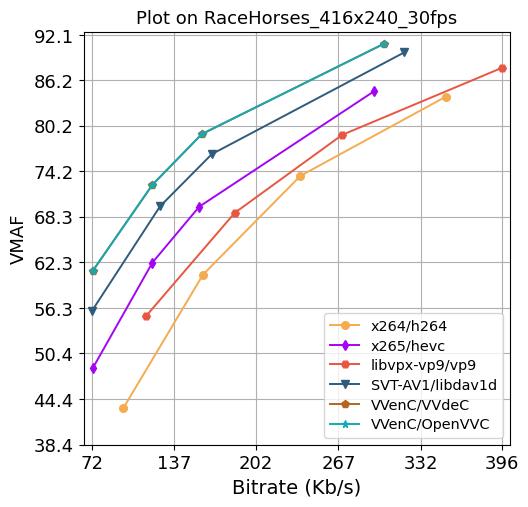 Plot on RaceHorses_416x240_30fps
92.1
86.2
80.2
74.2
68.3
62.3
56.3
50.4
44.4
38.4
VMAF
x264/h264
x265/hevc
libvpx-vp9/vp9
SVT-AV1/libdav1d
VVenC/VVdeC
VVenC/OpenVVC
72 137 202 267 332 396
Bitrate (Kb/s)